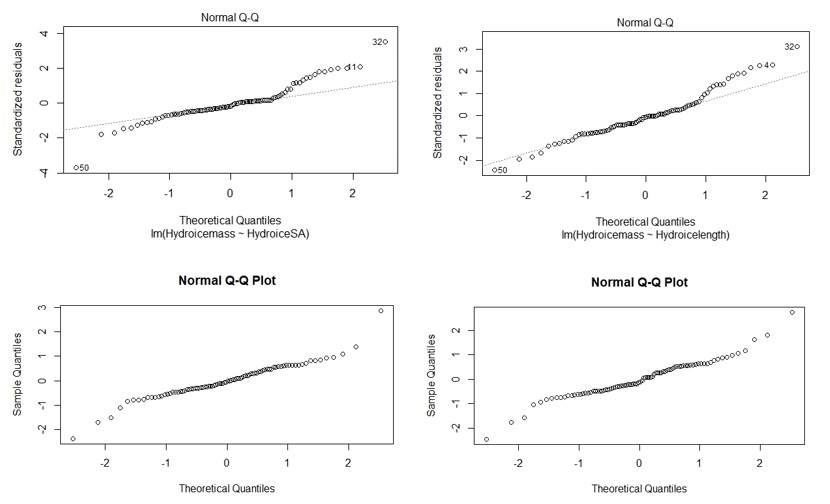 Normal Q-Q
Standardized residuals
4
2
0
-2
-4
32
11
50
-2 -1 0 1 2
Theoretical Quantiles
lm(Hydroicemass ~ HydroiceSA)
Normal Q-Q
Standardized residuals
3
2
1
0
-1
-2
32
4
50
-2 -1 0 1 2
Theoretical Quantiles
lm(Hydroicemass ~ Hydroicelength)
Normal Q-Q Plot
Sample Quantiles
3
2
1
0
-1
-2
-2 -1 0 1 2
Theoretical Quantiles
Normal Q-Q Plot
Sample Quantiles
2
1
0
-1
-2
-2 -1 0 1 2
Theoretical Quantiles